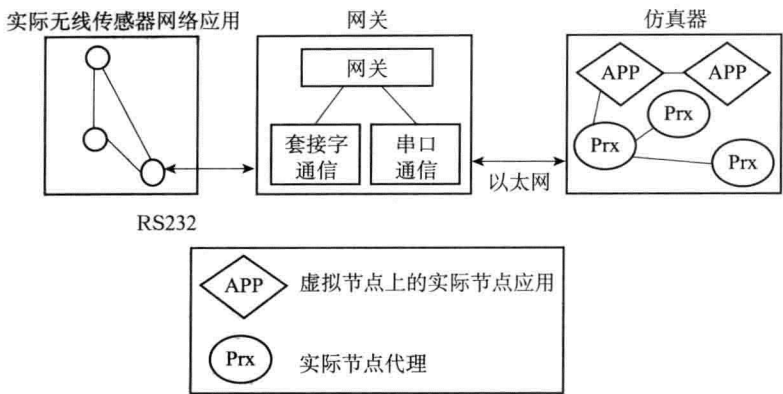 实际无线传感器网络应用
网关
仿真器
网关
套接字
通信
串口
通信
APP
APP
Prx
Prx
Prx
以太网
RS232
APP
虚拟节点上的实际节点应用
Prx
实际节点代理